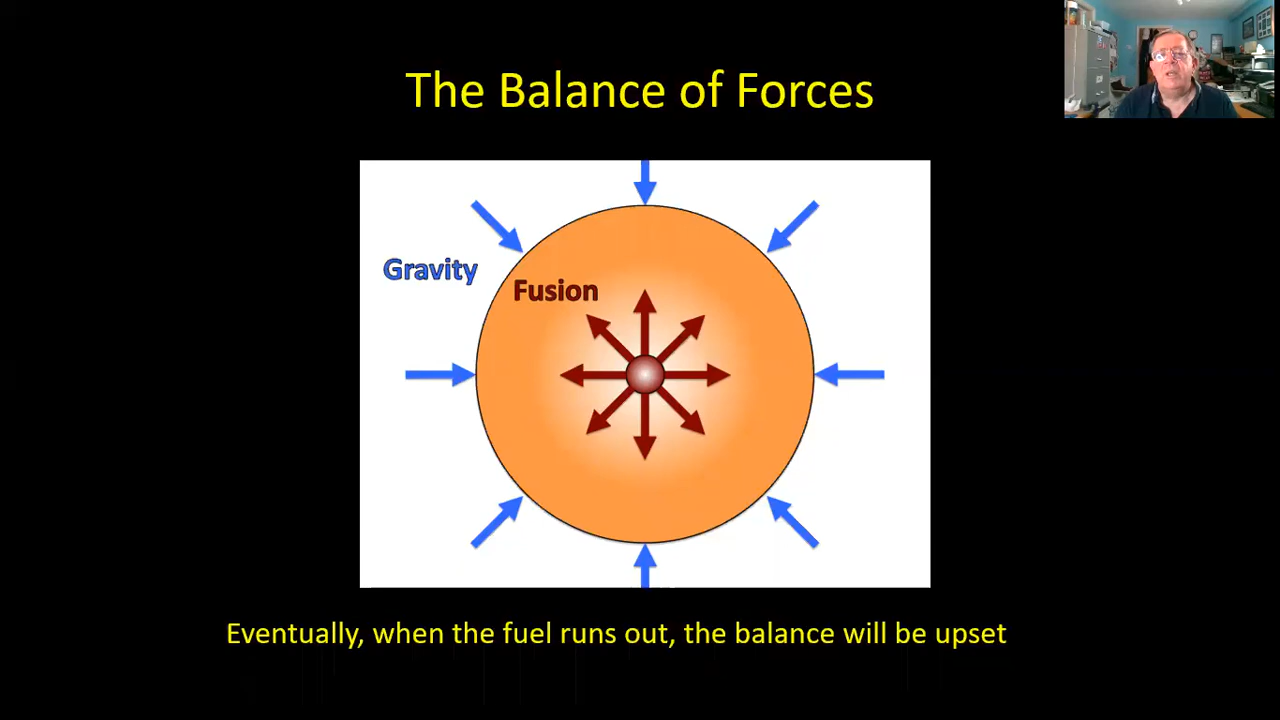 The Balance of Forces
Gravity
Fusion
Eventually, when the fuel runs out, the balance will be upset